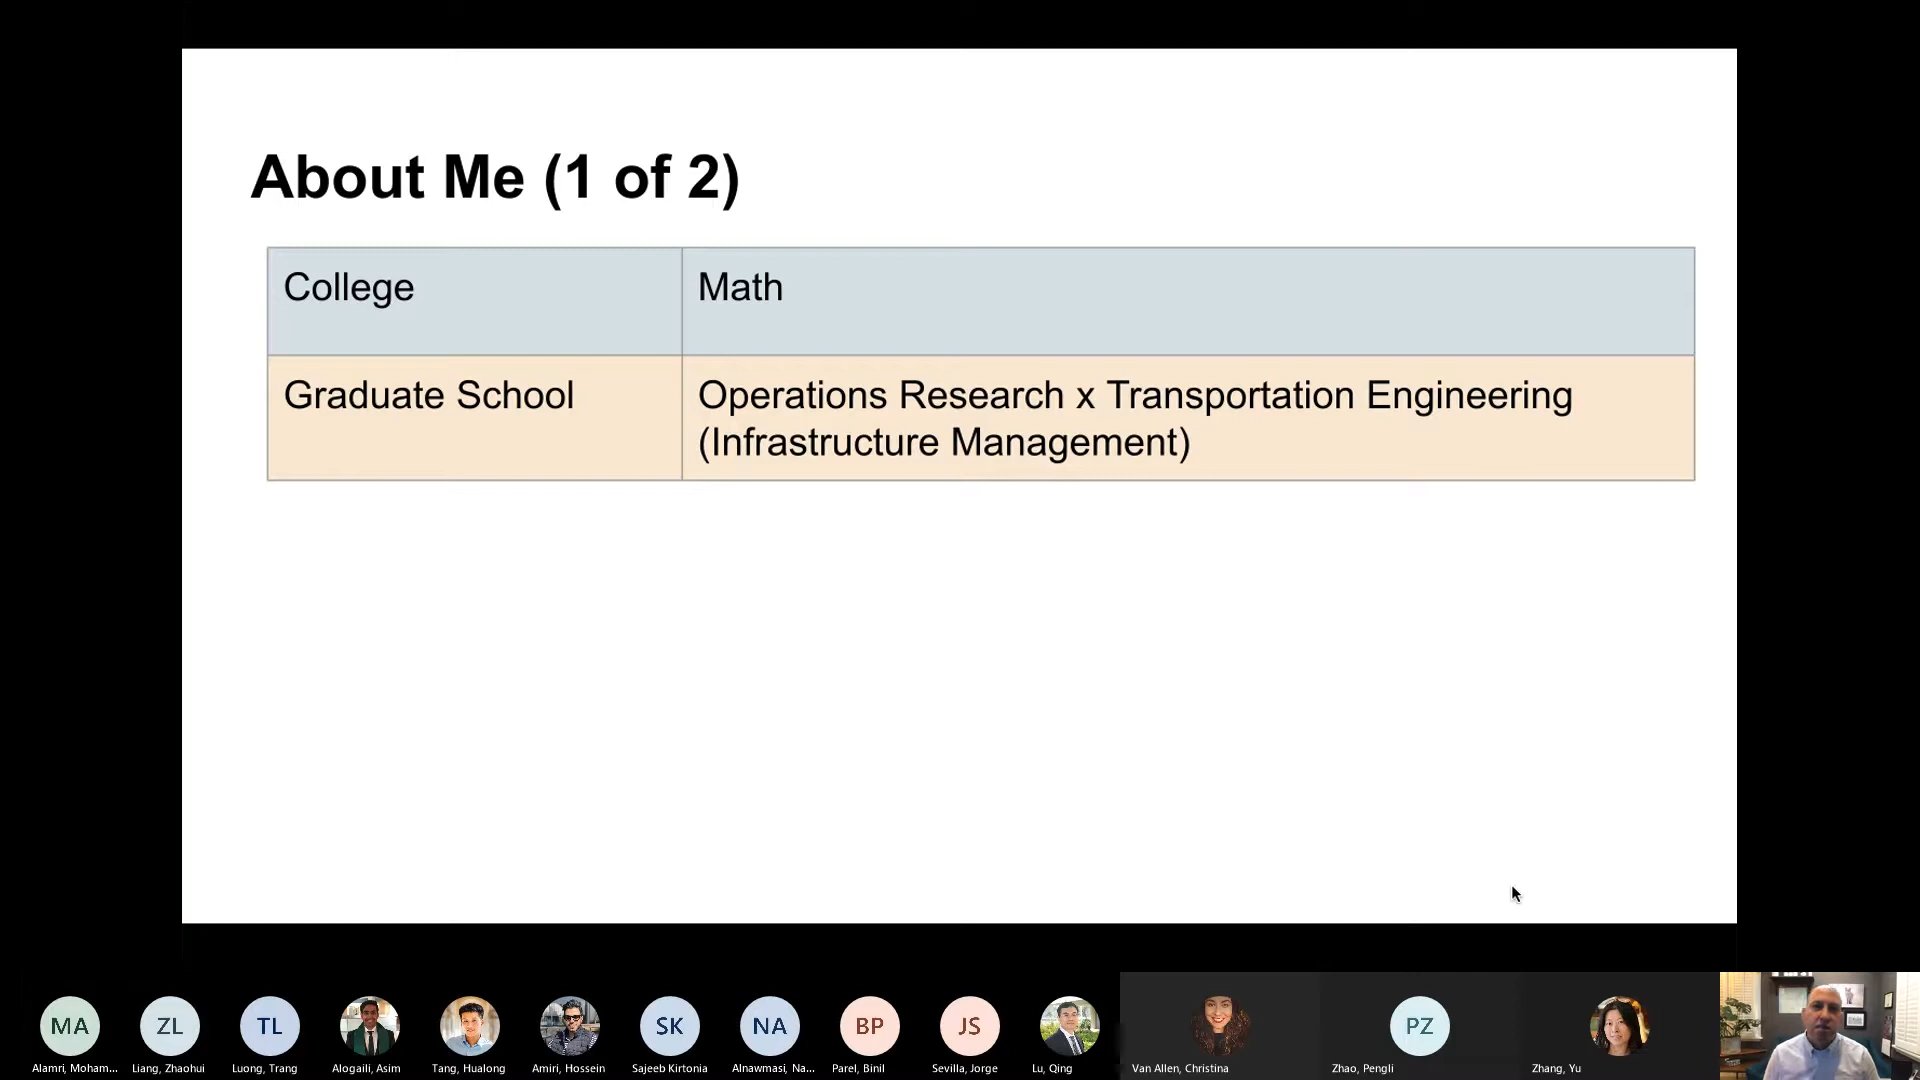 About Me (1 of 2)
College
Math
Graduate School
Operations Research x Transportation Engineering
(Infrastructure Management)
MA
ZL
TL
SK
NA
BP
JS
PZ
Alamri, Moham...
Liang, Zhaohui
Luong, Trang
Alogaili, Asim
Tang, Hualong
Amiri, Hossein
Sajeeb Kirtonia
Alnawmasi, Na...
Parel, Binil
Sevilla, Jorge
Lu, Qing
Van Allen, Christina
Zhao, Pengli
Zhang, Yu